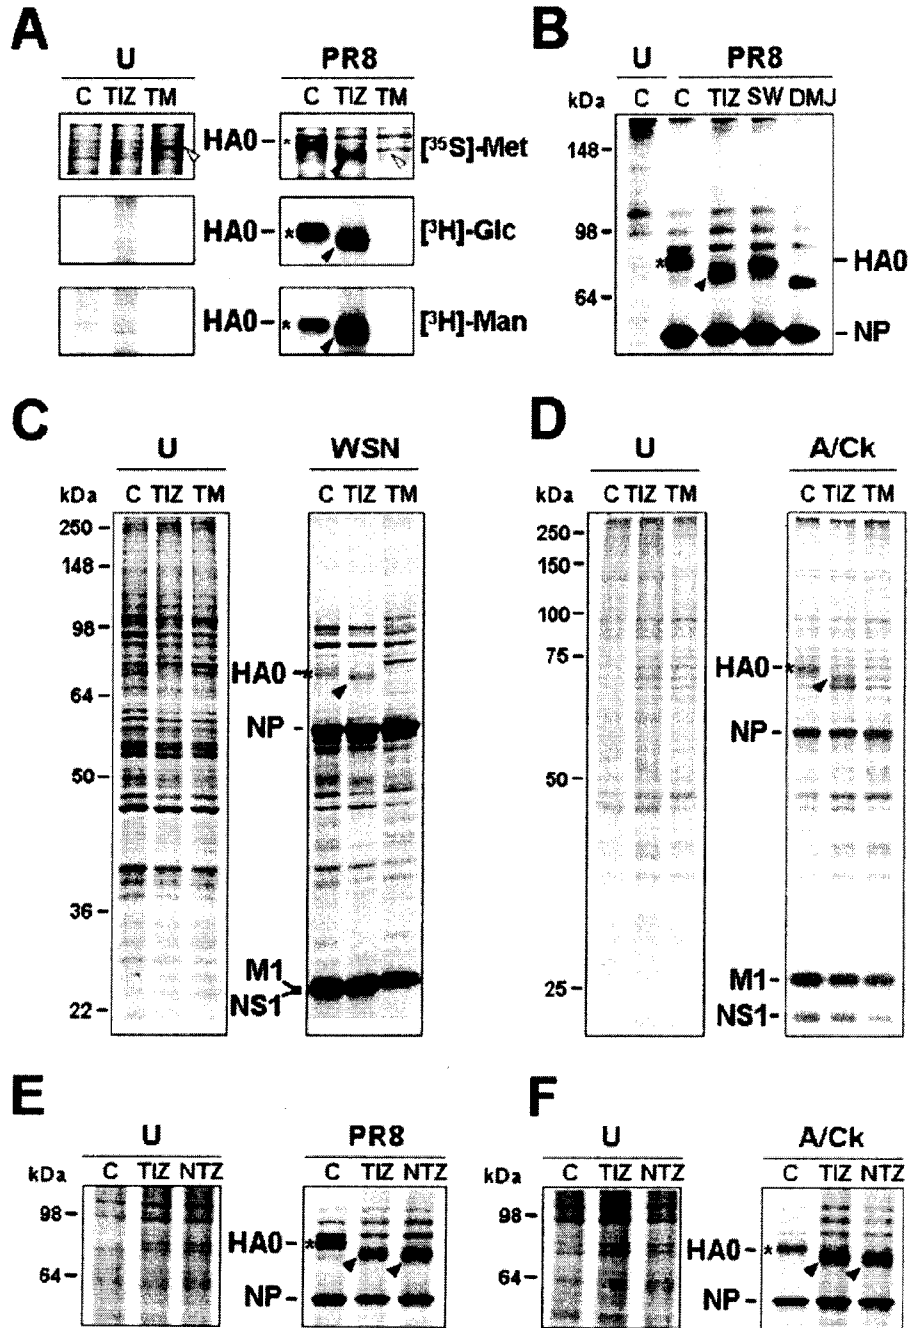 A
U
PR8
C TIZ TM
C TIZ TM
HA0- * [³⁵S]-Met
HA0- * [³H]-Glc
HA0- * [³H]-Man
B
U
PR8
kDa C C TIZ SW DMJ
148-
98-
* - HA0
64-
- NP
C
U
WSN
kDa C TIZ TM
C TIZ TM
250-
148-
98-
HA0- *
64-
NP-
50-
36-
M1
NS1
22-
D
U
A/Ck
kDa C TIZ TM
C TIZ TM
250-
150-
100-
75-
HA0- *
NP-
50-
M1-
25-
NS1-
E
U
PR8
kDa C TIZ NTZ
C TIZ NTZ
98-
HA0- *
64-
NP-
F
U
A/Ck
kDa C TIZ NTZ
C TIZ NTZ
98-
HA0- *
64-
NP-